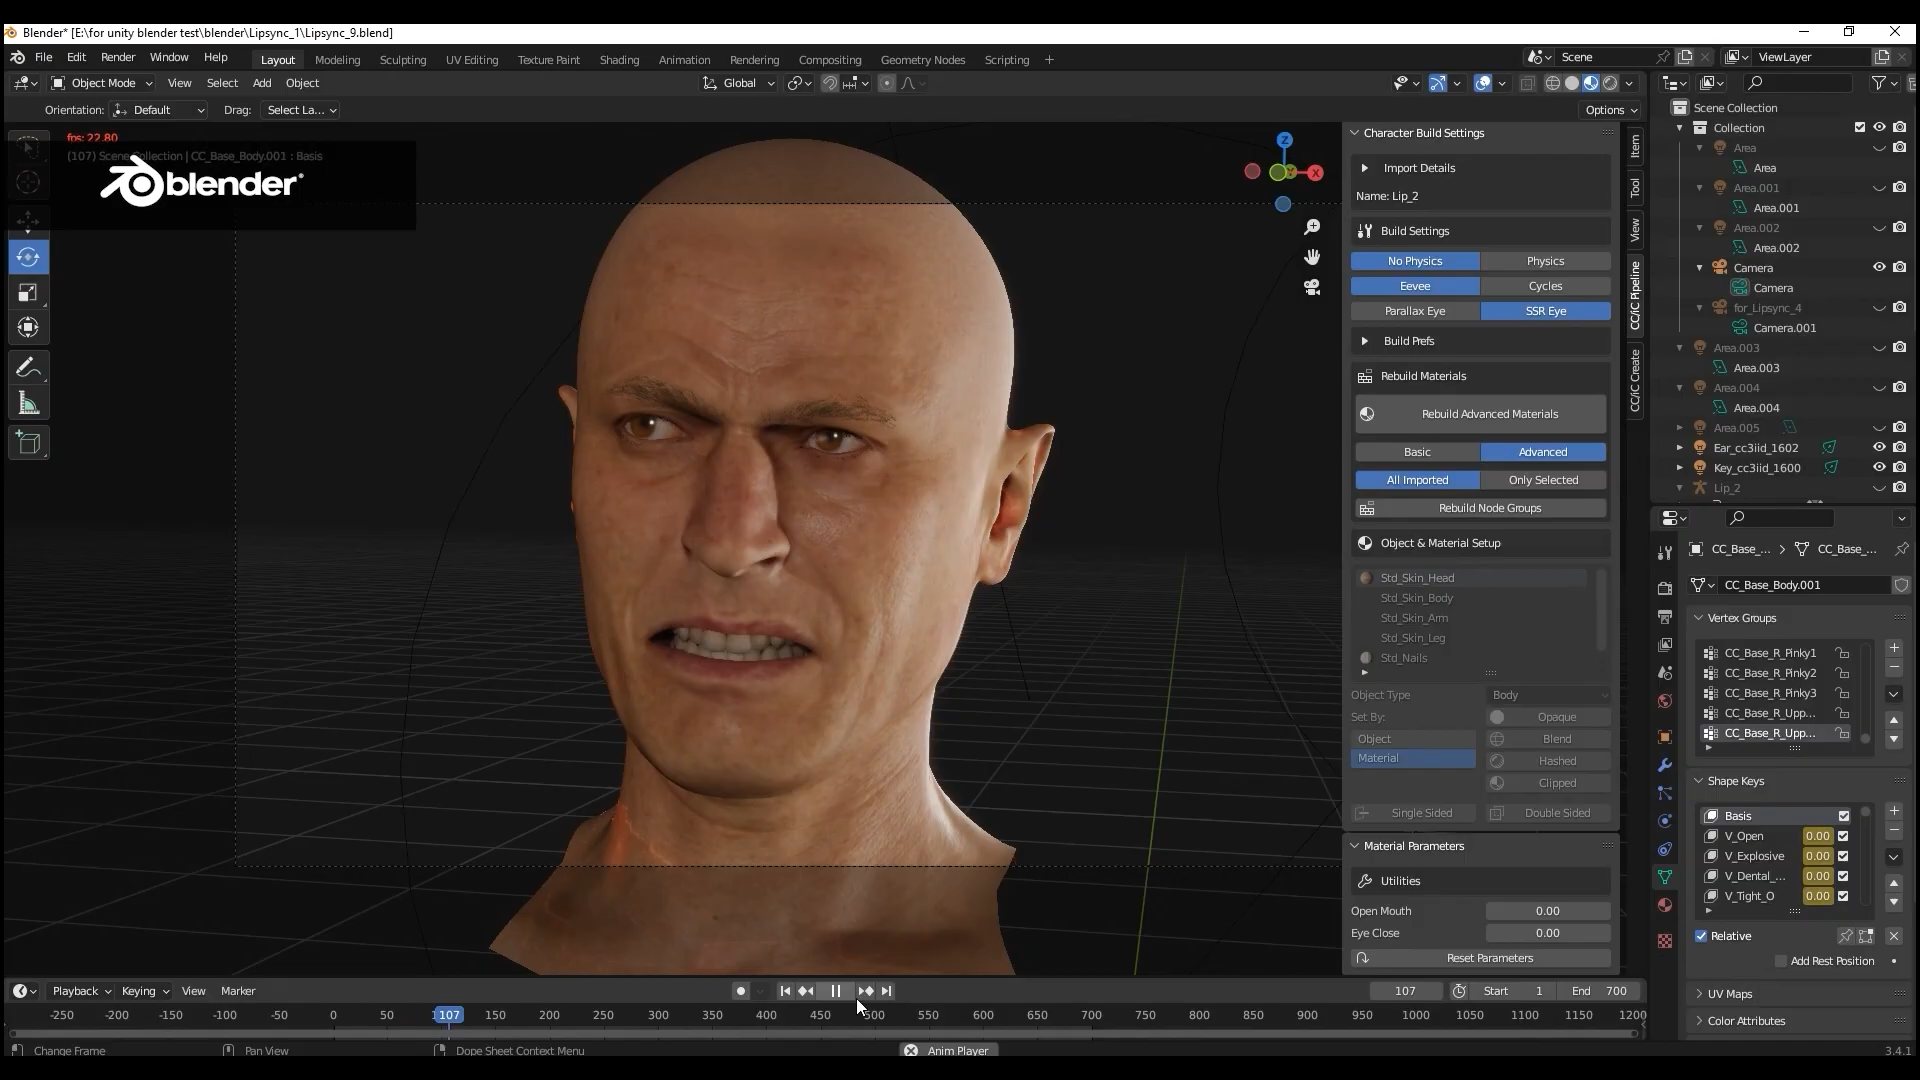 Blender* [E:\for unity blender test\blender\Lipsync_1\Lipsync_9.blend]
File Edit Render Window Help Layout Modeling Sculpting UV Editing Texture Paint Shading Animation Rendering Compositing Geometry Nodes Scripting + Scene ViewLayer
Object Mode View Select Add Object Global
Orientation: Default Drag: Select La... Options
fps: 22.80
(107) Scene Collection | CC_Base_Body.001 : Basis
blender
Z
X
Character Build Settings
Import Details
Name: Lip_2
Build Settings
No Physics Physics
Eevee Cycles
Parallax Eye SSR Eye
Build Prefs
Rebuild Materials
Rebuild Advanced Materials
Basic Advanced
All Imported Only Selected
Rebuild Node Groups
Object & Material Setup
Std_Skin_Head
Std_Skin_Body
Std_Skin_Arm
Std_Skin_Leg
Std_Nails
Object Type Body
Set By: Opaque
Object Blend
Material Hashed
Clipped
Single Sided Double Sided
Material Parameters
Utilities
Open Mouth 0.00
Eye Close 0.00
Reset Parameters
Item
Tool
View
CC/iC Pipeline
CC/iC Create
Scene Collection
Collection
Area
Area
Area.001
Area.001
Area.002
Area.002
Camera
Camera
for_Lipsync_4
Camera.001
Area.003
Area.003
Area.004
Area.004
Area.005
Ear_cc3iid_1602
Key_cc3iid_1600
Lip_2
CC_Base_... CC_Base_...
CC_Base_Body.001
Vertex Groups
CC_Base_R_Pinky1
CC_Base_R_Pinky2
CC_Base_R_Pinky3
CC_Base_R_Upp...
CC_Base_R_Upp...
Shape Keys
Basis
V_Open 0.00
V_Explosive 0.00
V_Dental_... 0.00
V_Tight_O 0.00
Relative
Add Rest Position
UV Maps
Color Attributes
Playback Keying View Marker 107 Start 1 End 700
-250 -200 -150 -100 -50 0 50 107 150 200 250 300 350 400 450 500 550 600 650 700 750 800 850 900 950 1000 1050 1100 1150 1200
Change Frame Pan View Dope Sheet Context Menu Anim Player 3.4.1